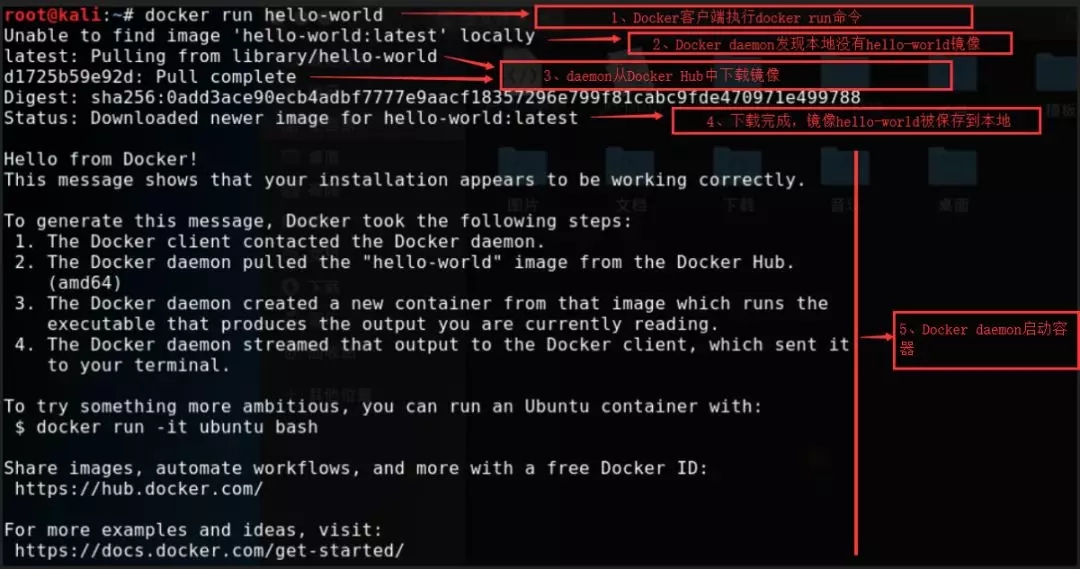 root@kali:~# docker run hello-world
1、Docker客户端执行docker run命令
Unable to find image 'hello-world:latest' locally
2、Docker daemon发现本地没有hello-world镜像
latest: Pulling from library/hello-world
3、daemon从Docker Hub中下载镜像
d1725b59e92d: Pull complete
Digest: sha256:0add3ace90ecb4adbf7777e9aacf18357296e799f81cabc9fde470971e499788
Status: Downloaded newer image for hello-world:latest
4、下载完成，镜像hello-world被保存到本地
Hello from Docker!
This message shows that your installation appears to be working correctly.
图片
文档
下载
音乐
桌面
To generate this message, Docker took the following steps:
1. The Docker client contacted the Docker daemon.
2. The Docker daemon pulled the "hello-world" image from the Docker Hub.
(amd64)
3. The Docker daemon created a new container from that image which runs the
executable that produces the output you are currently reading.
4. The Docker daemon streamed that output to the Docker client, which sent it
to your terminal.
5、Docker daemon启动容
器
其他位置
To try something more ambitious, you can run an Ubuntu container with:
$ docker run -it ubuntu bash
Share images, automate workflows, and more with a free Docker ID:
https://hub.docker.com/
For more examples and ideas, visit:
https://docs.docker.com/get-started/